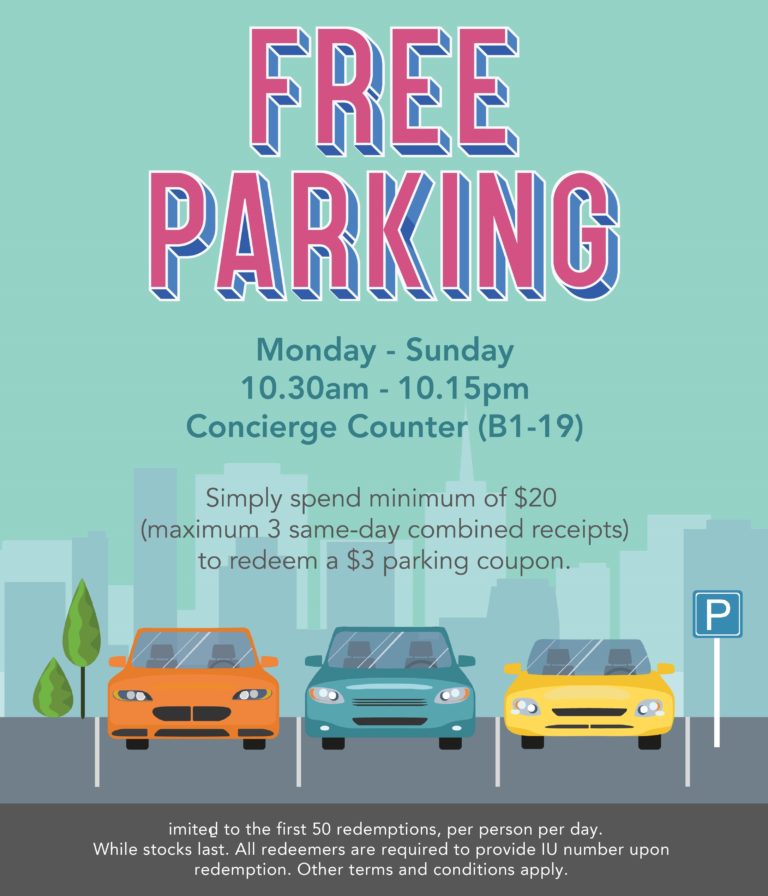 FREE
PARKING
Monday - Sunday
10.30am - 10.15pm
Concierge Counter (B1-19)
Simply spend minimum of $20
(maximum 3 same-day combined receipts)
to redeem a $3 parking coupon.
P
imited to the first 50 redemptions, per person per day.
While stocks last. All redeemers are required to provide IU number upon
redemption. Other terms and conditions apply.